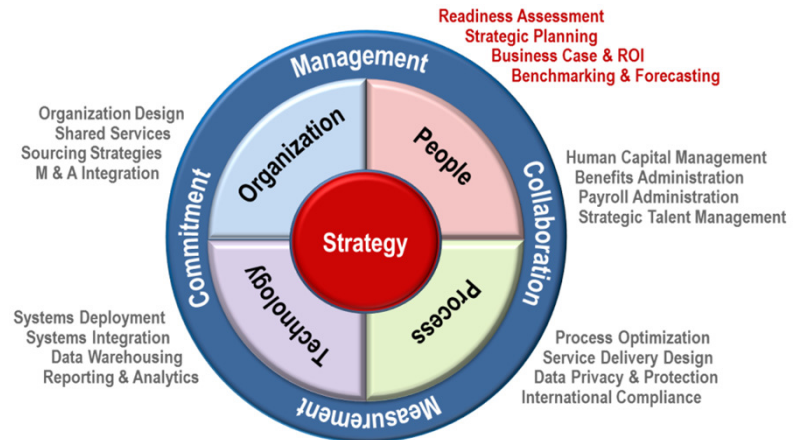 Readiness Assessment
Strategic Planning
Business Case & ROI
Benchmarking & Forecasting
Management
Organization Design
Shared Services
Sourcing Strategies
M & A Integration
Organization
People
Human Capital Management
Benefits Administration
Payroll Administration
Strategic Talent Management
Commitment
Strategy
Collaboration
Technology
Process
Systems Deployment
Systems Integration
Data Warehousing
Reporting & Analytics
Process Optimization
Service Delivery Design
Data Privacy & Protection
International Compliance
Measurement